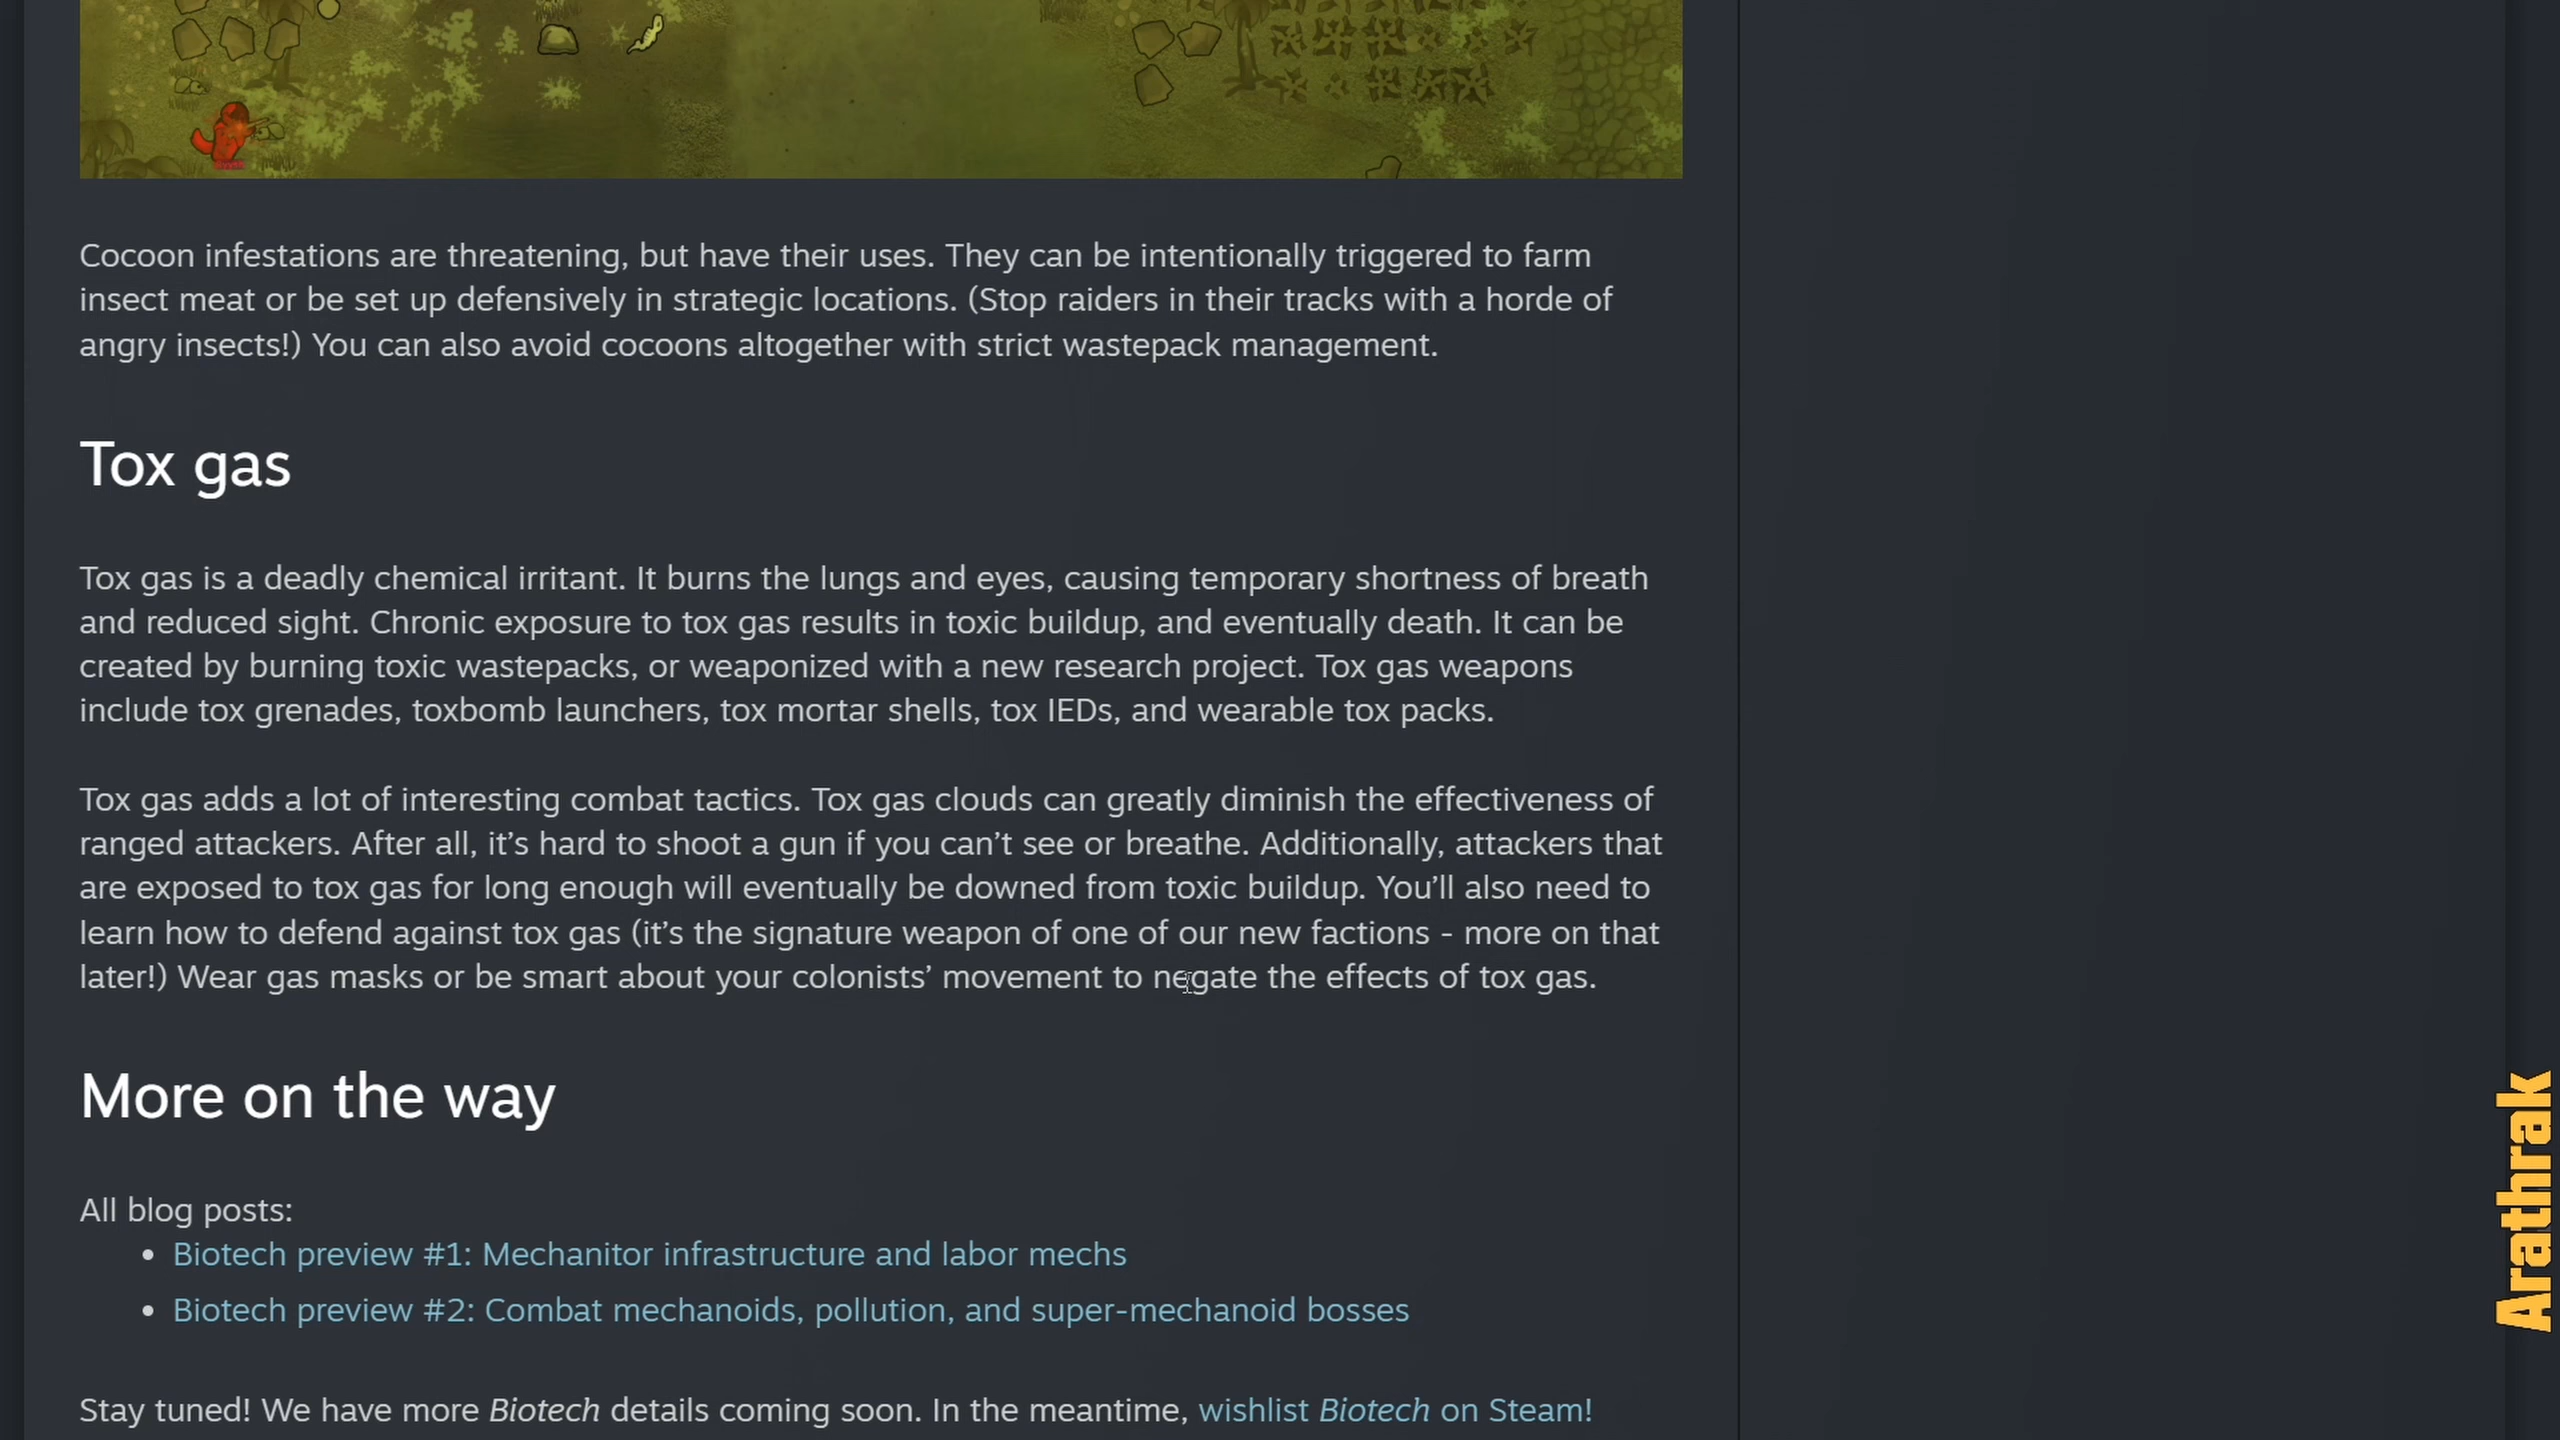 Cocoon infestations are threatening, but have their uses. They can be intentionally triggered to farm
insect meat or be set up defensively in strategic locations. (Stop raiders in their tracks with a horde of
angry insects!) You can also avoid cocoons altogether with strict wastepack management.
Tox gas
Tox gas is a deadly chemical irritant. It burns the lungs and eyes, causing temporary shortness of breath
and reduced sight. Chronic exposure to tox gas results in toxic buildup, and eventually death. It can be
created by burning toxic wastepacks, or weaponized with a new research project. Tox gas weapons
include tox grenades, toxbomb launchers, tox mortar shells, tox IEDs, and wearable tox packs.
Tox gas adds a lot of interesting combat tactics. Tox gas clouds can greatly diminish the effectiveness of
ranged attackers. After all, it’s hard to shoot a gun if you can’t see or breathe. Additionally, attackers that
are exposed to tox gas for long enough will eventually be downed from toxic buildup. You’ll also need to
learn how to defend against tox gas (it’s the signature weapon of one of our new factions - more on that
later!) Wear gas masks or be smart about your colonists’ movement to negate the effects of tox gas.
More on the way
All blog posts:
• Biotech preview #1: Mechanitor infrastructure and labor mechs
• Biotech preview #2: Combat mechanoids, pollution, and super-mechanoid bosses
Stay tuned! We have more Biotech details coming soon. In the meantime, wishlist Biotech on Steam!
Arathrak